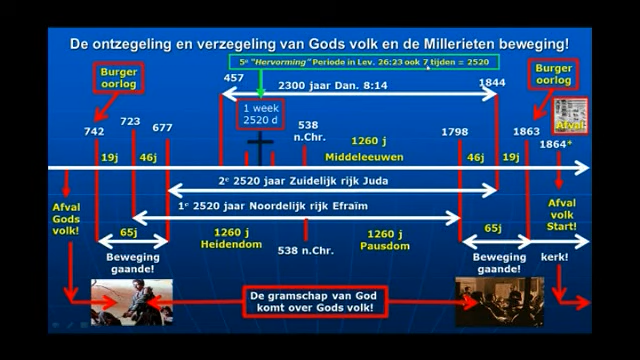 De ontzegeling en verzegeling van Gods volk en de Millerieten beweging!
5e "Hervorming" Periode in Lev. 26:23 ook 7 tijden = 2520
Burger
oorlog
457
2300 jaar Dan. 8:14
1844
Burger
oorlog
1 week
2520 d
Afval
742
723
677
538
n.Chr.
1260 j
Middeleeuwen
1798
1863
1864+
19j
46j
46j
19j
2e 2520 jaar Zuidelijk rijk Juda
1e 2520 jaar Noordelijk rijk Efraïm
Afval
Gods
volk!
65j
1260 j
Heidendom
538 n.Chr.
1260 j
Pausdom
65j
Afval
volk
Start!
Beweging
gaande!
Beweging
gaande!
kerk!
De gramschap van God
komt over Gods volk!